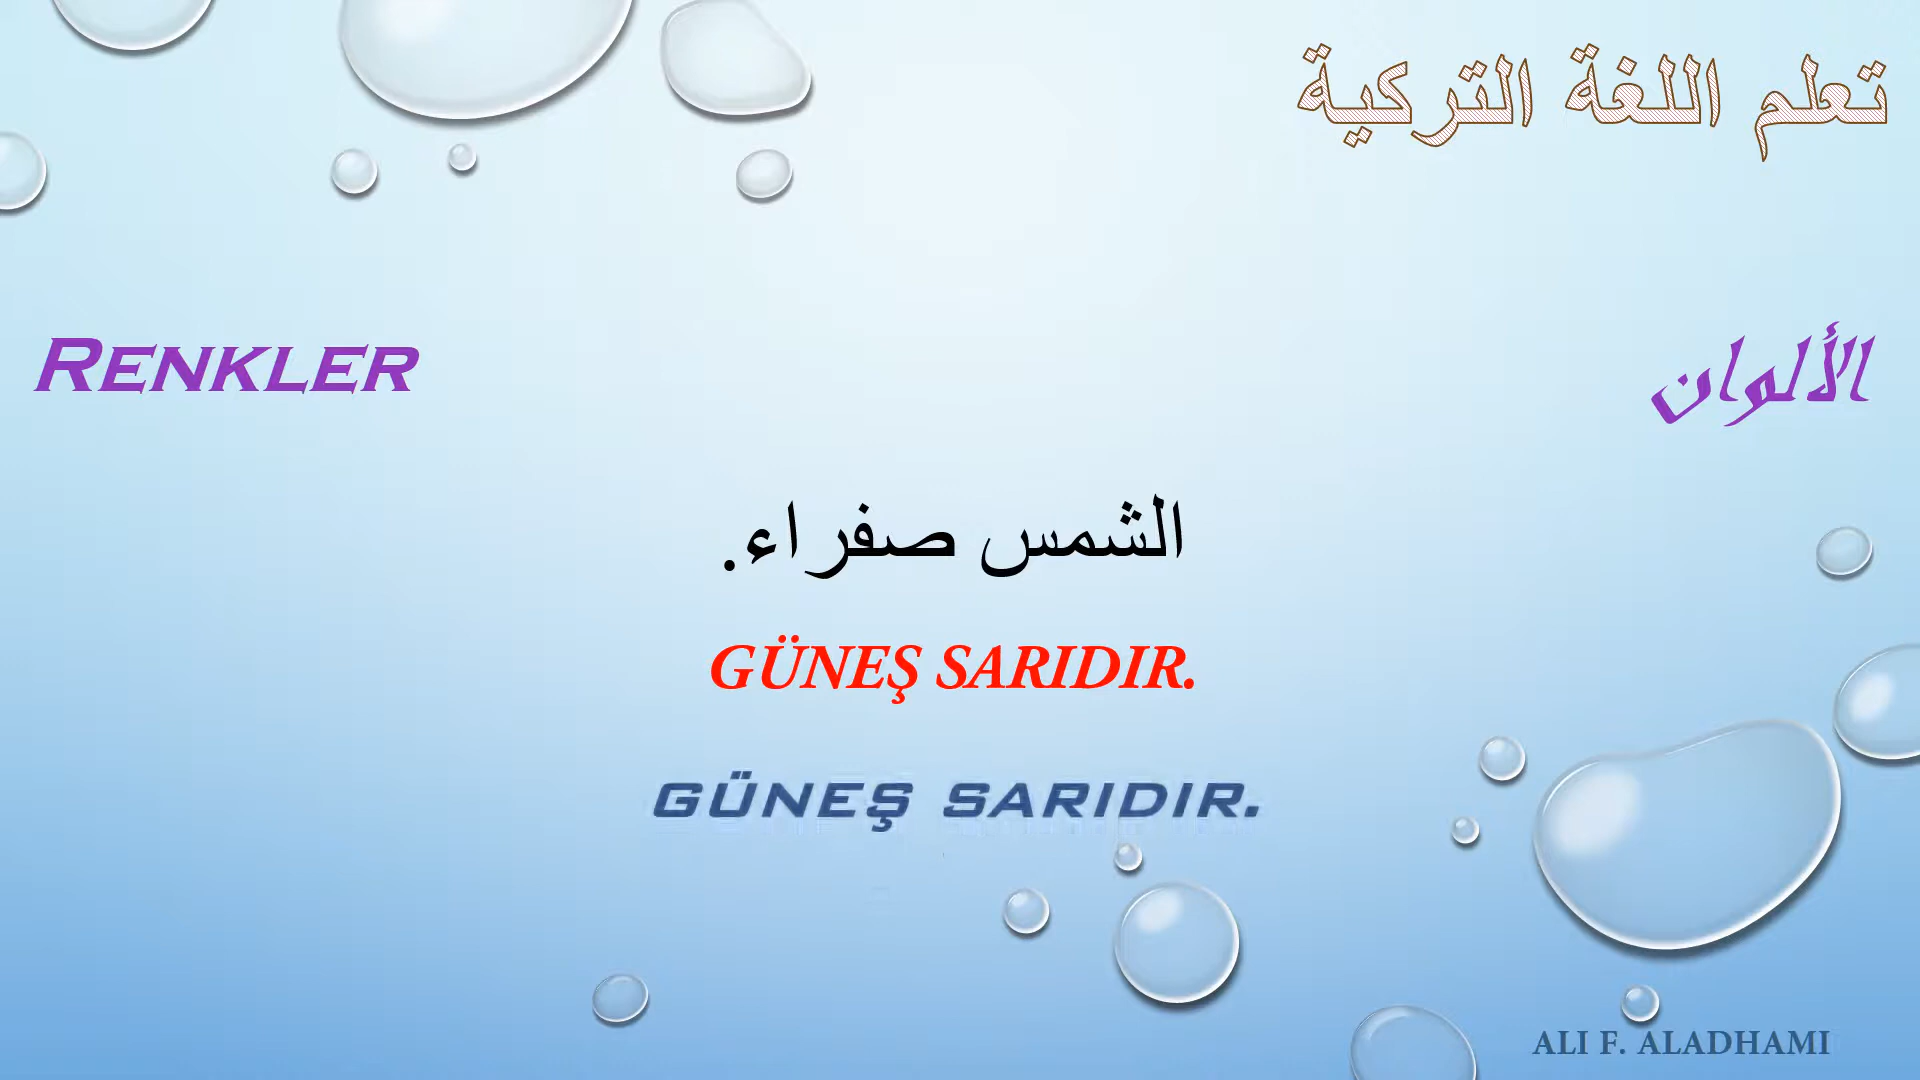 تعلم اللغة التركية
RENKLER
الألوان
الشمس صفراء.
GÜNEŞ SARIDIR.
GÜNEŞ SARIDIR.
ALI F. ALADHAMI